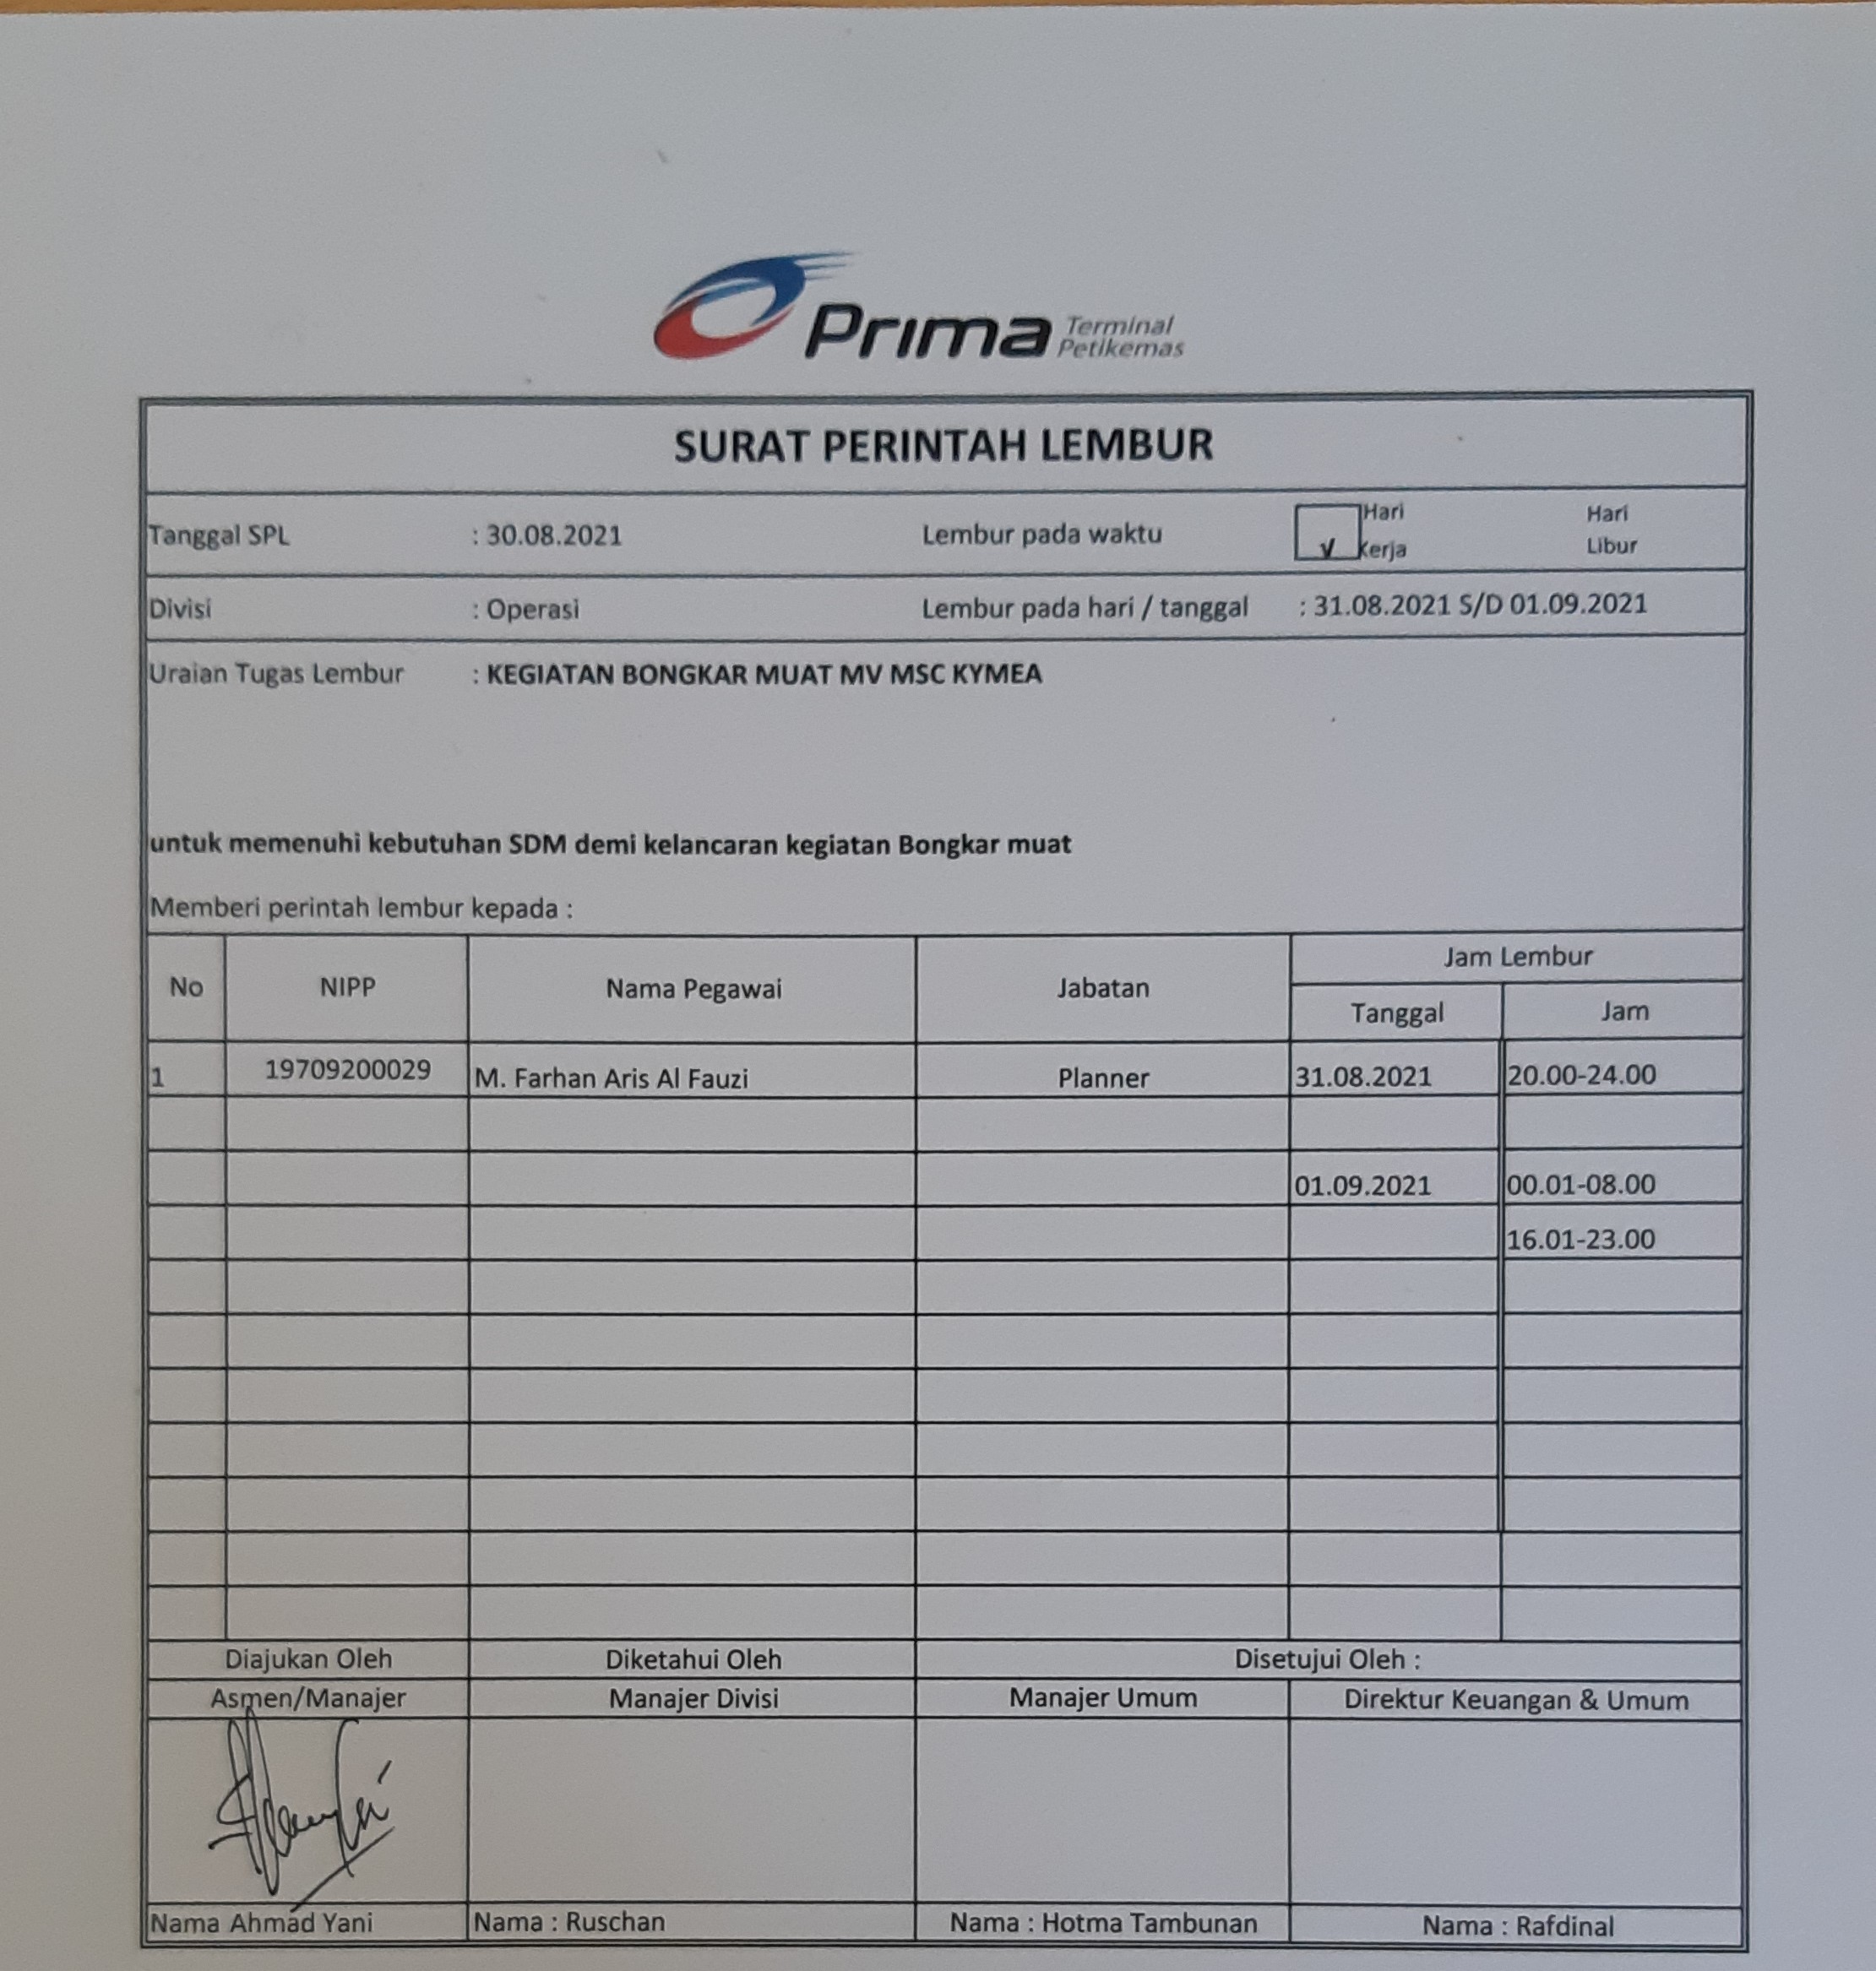 Prima Terminal Petikemas
SURAT PERINTAH LEMBUR
Tanggal SPL : 30.08.2021 Lembur pada waktu √ Hari Kerja Hari Libur
Divisi : Operasi Lembur pada hari / tanggal : 31.08.2021 S/D 01.09.2021
Uraian Tugas Lembur : KEGIATAN BONGKAR MUAT MV MSC KYMEA
untuk memenuhi kebutuhan SDM demi kelancaran kegiatan Bongkar muat
Memberi perintah lembur kepada :
No NIPP Nama Pegawai Jabatan Jam Lembur
Tanggal Jam
1 19709200029 M. Farhan Aris Al Fauzi Planner 31.08.2021 20.00-24.00
01.09.2021 00.01-08.00
16.01-23.00
Diajukan Oleh Diketahui Oleh Disetujui Oleh :
Asmen/Manajer Manajer Divisi Manajer Umum Direktur Keuangan & Umum
Nama Ahmad Yani Nama : Ruschan Nama : Hotma Tambunan Nama : Rafdinal